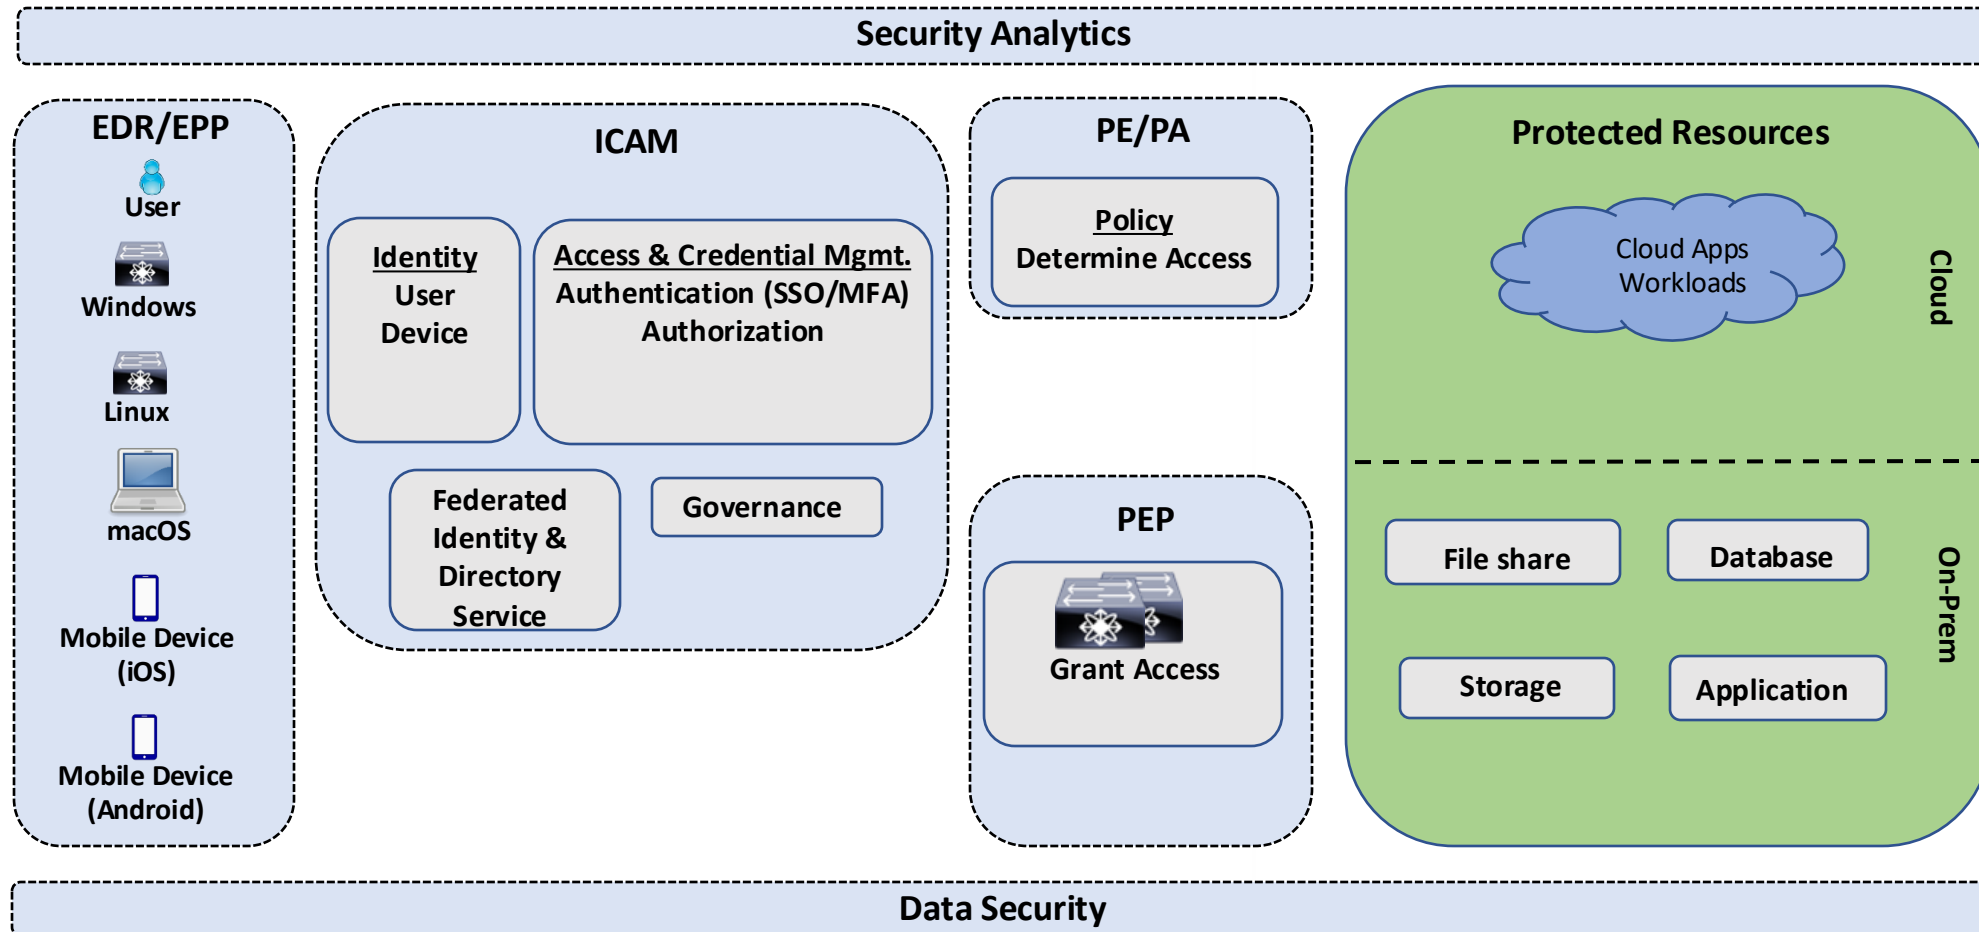 Security Analytics
EDR/EPP
User
Windows
Linux
macOS
Mobile Device
(iOS)
Mobile Device
(Android)
ICAM
Identity
User
Device
Access & Credential Mgmt.
Authentication (SSO/MFA)
Authorization
Federated
Identity &
Directory
Service
Governance
PE/PA
Policy
Determine Access
PEP
Grant Access
Protected Resources
Cloud Apps
Workloads
Cloud
File share
Database
Storage
Application
On-Prem
Data Security